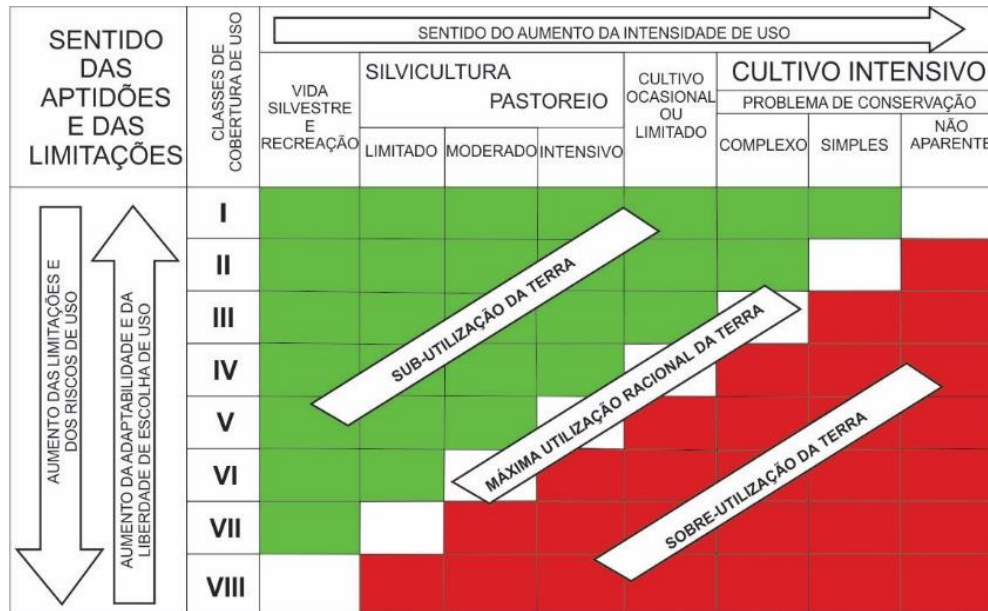 SENTIDO
DAS
APTIDÕES
E DAS
LIMITAÇÕES
CLASSES DE
COBERTURA DE USO
SENTIDO DO AUMENTO DA INTENSIDADE DE USO
VIDA
SILVESTRE
E
RECREAÇÃO
SILVICULTURA
PASTOREIO
LIMITADO
MODERADO
INTENSIVO
CULTIVO
OCASIONAL
OU
LIMITADO
CULTIVO INTENSIVO
PROBLEMA DE CONSERVAÇÃO
COMPLEXO
SIMPLES
NÃO
APARENTE
AUMENTO DAS LIMITAÇÕES E
DOS RISCOS DE USO
AUMENTO DA ADAPTABILIDADE E DA
LIBERDADE DE ESCOLHA DE USO
I
II
III
IV
V
VI
VII
VIII
SUB-UTILIZAÇÃO DA TERRA
MÁXIMA UTILIZAÇÃO RACIONAL DA TERRA
SOBRE-UTILIZAÇÃO DA TERRA